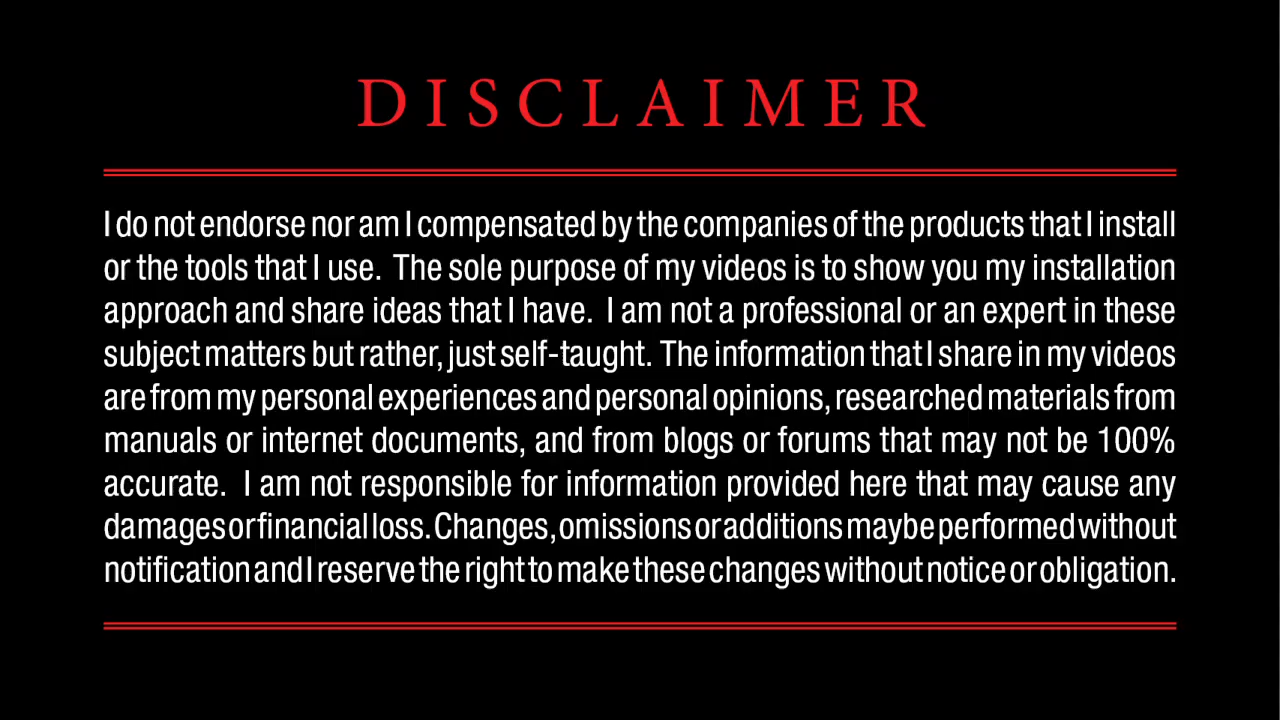 DISCLAIMER
I do not endorse nor am I compensated by the companies of the products that I install
or the tools that I use. The sole purpose of my videos is to show you my installation
approach and share ideas that I have. I am not a professional or an expert in these
subject matters but rather, just self-taught. The information that I share in my videos
are from my personal experiences and personal opinions, researched materials from
manuals or internet documents, and from blogs or forums that may not be 100%
accurate. I am not responsible for information provided here that may cause any
damages or financial loss. Changes, omissions or additions may be performed without
notification and I reserve the right to make these changes without notice or obligation.